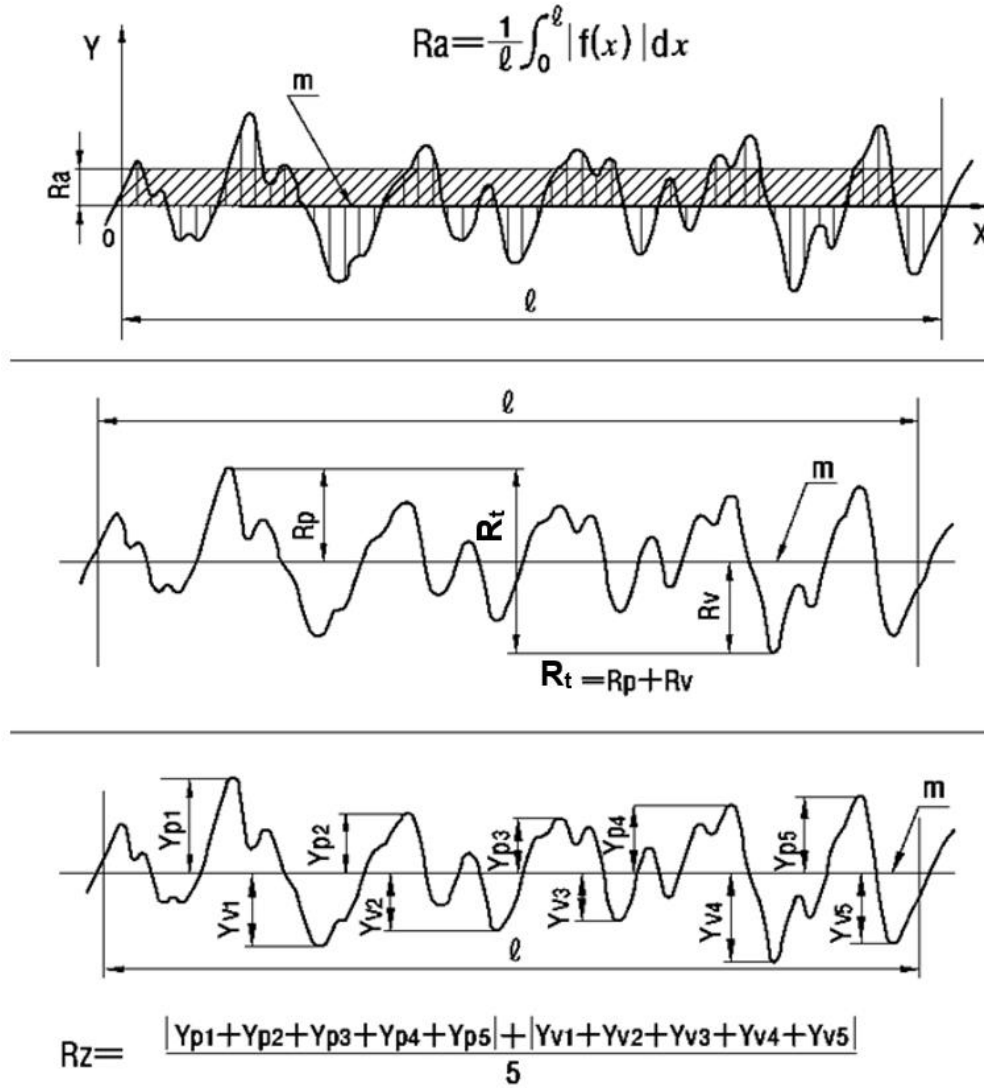 Y
Ra=1/ℓ∫₀^ℓ|f(x)|dx
m
Ra
0
X
ℓ
ℓ
Rp
Rt
m
Rv
Rt=Rp+Rv
Yp1
Yp2
Yp3
Yp4
Yp5
m
Yv1
Yv2
Yv3
Yv4
Yv5
ℓ
Rz=|Yp1+Yp2+Yp3+Yp4+Yp5|+|Yv1+Yv2+Yv3+Yv4+Yv5|
5